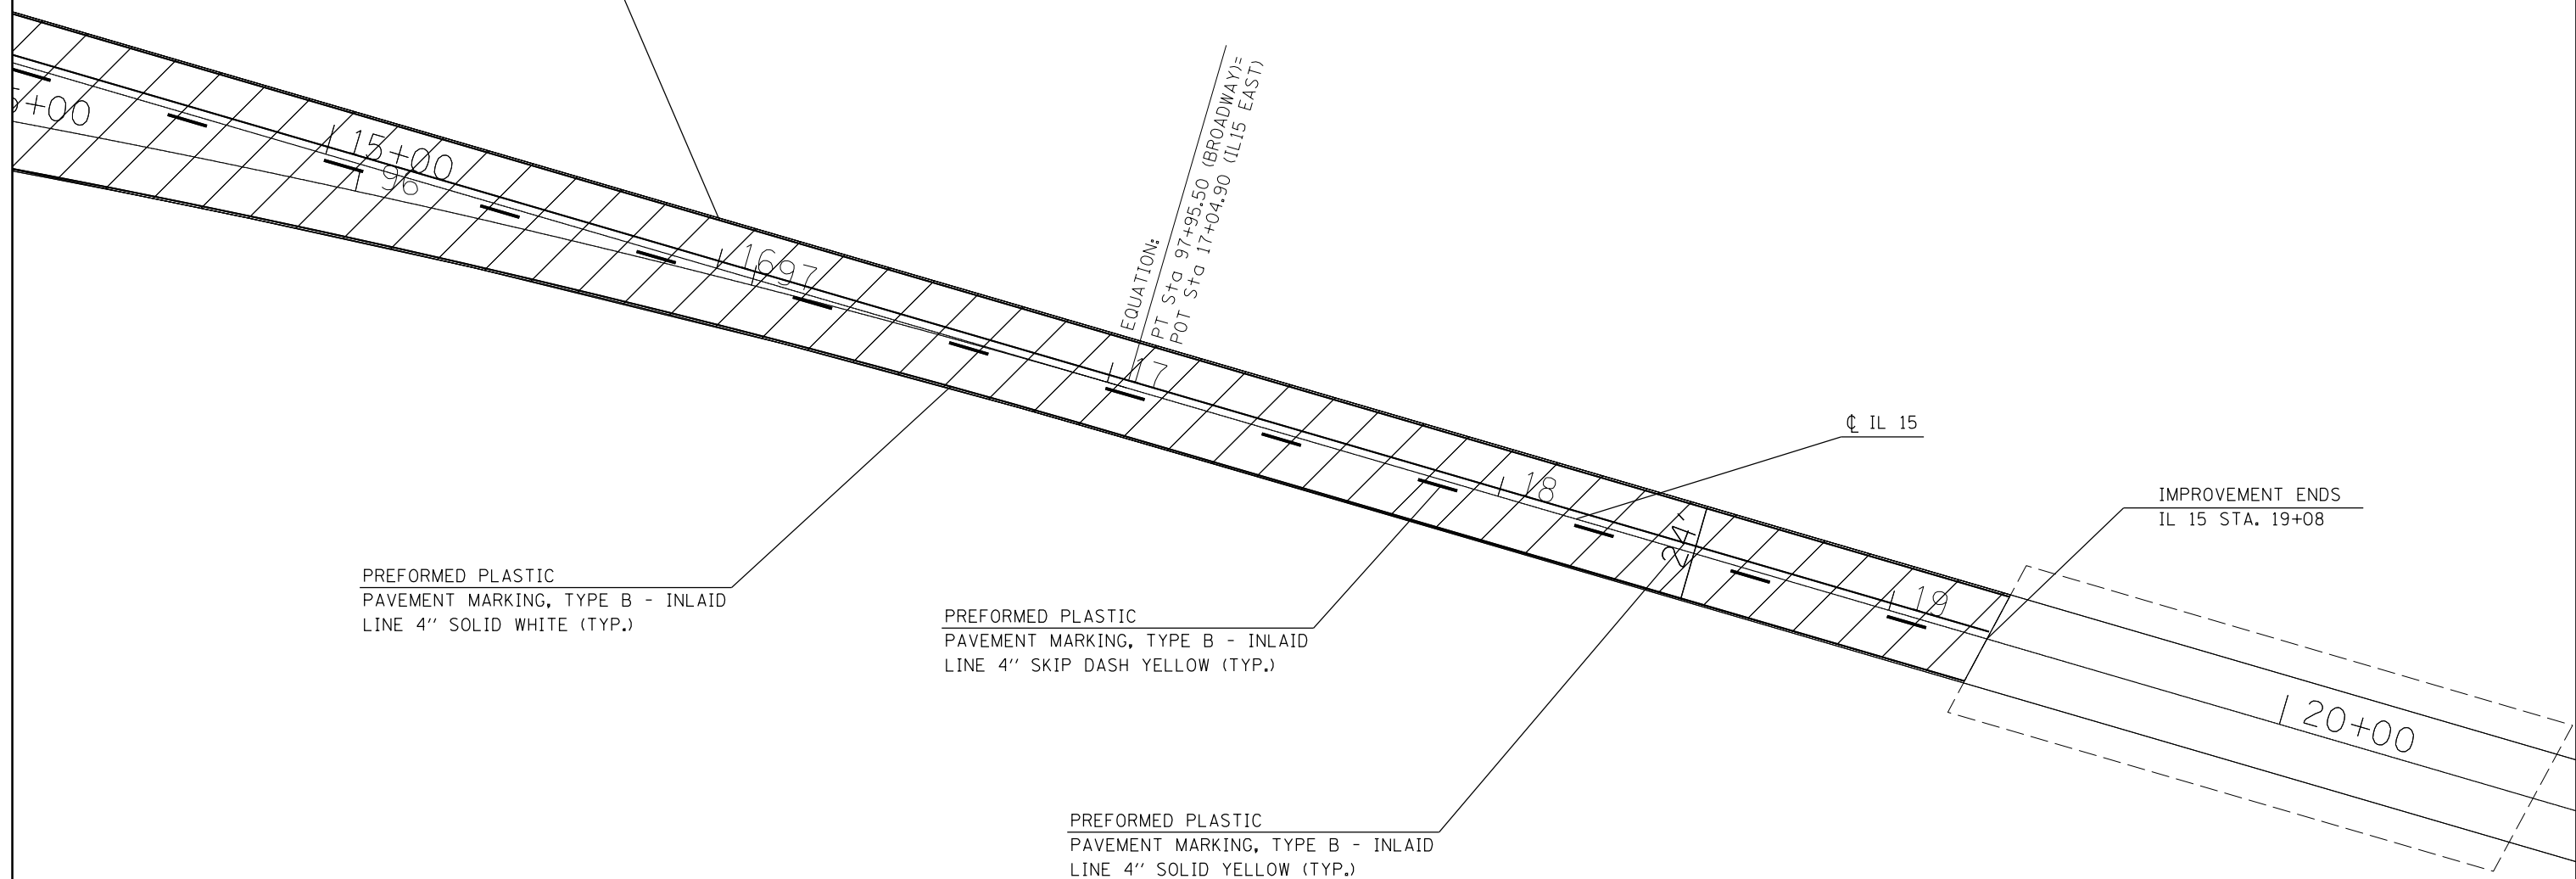 5+00
15+00
96
16 97
EQUATION:
PT Sta 97+95.50 (BROADWAY)=
POT Sta 17+04.90 (IL15 EAST)
17
℄ IL 15
18
24'
IMPROVEMENT ENDS
IL 15 STA. 19+08
19
20+00
PREFORMED PLASTIC
PAVEMENT MARKING, TYPE B - INLAID
LINE 4'' SOLID WHITE (TYP.)
PREFORMED PLASTIC
PAVEMENT MARKING, TYPE B - INLAID
LINE 4'' SKIP DASH YELLOW (TYP.)
PREFORMED PLASTIC
PAVEMENT MARKING, TYPE B - INLAID
LINE 4'' SOLID YELLOW (TYP.)